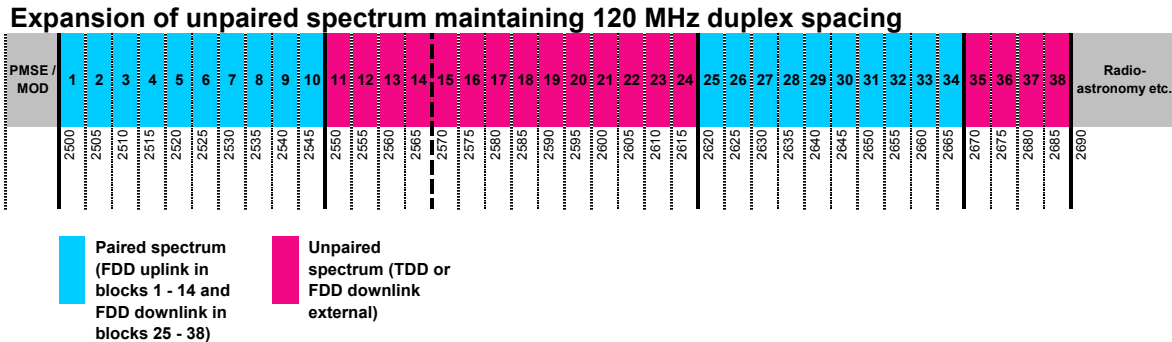 Expansion of unpaired spectrum maintaining 120 MHz duplex spacing
PMSE /
MOD
1 2 3 4 5 6 7 8 9 10 11 12 13 14 15 16 17 18 19 20 21 22 23 24 25 26 27 28 29 30 31 32 33 34 35 36 37 38
Radio-
astronomy etc.
2500 2505 2510 2515 2520 2525 2530 2535 2540 2545 2550 2555 2560 2565 2570 2575 2580 2585 2590 2595 2600 2605 2610 2615 2620 2625 2630 2635 2640 2645 2650 2655 2660 2665 2670 2675 2680 2685 2690
Paired spectrum
(FDD uplink in
blocks 1 - 14 and
FDD downlink in
blocks 25 - 38)
Unpaired
spectrum (TDD or
FDD downlink
external)